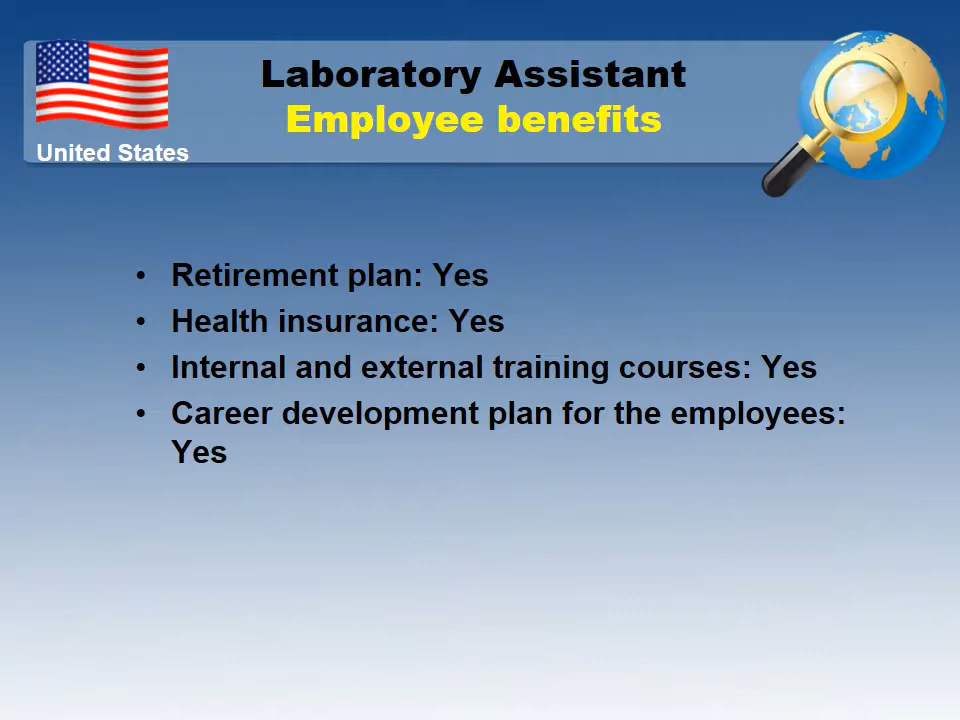 Laboratory Assistant
Employee benefits
United States
• Retirement plan: Yes
• Health insurance: Yes
• Internal and external training courses: Yes
• Career development plan for the employees:
Yes